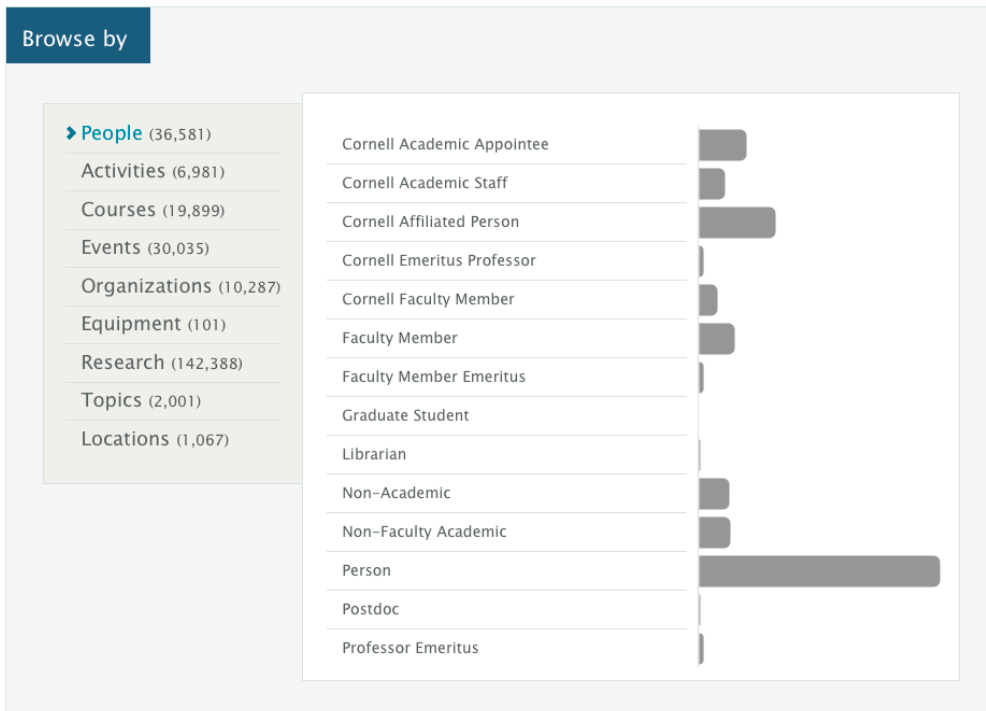 Browse by
People (36,581)
Activities (6,981)
Courses (19,899)
Events (30,035)
Organizations (10,287)
Equipment (101)
Research (142,388)
Topics (2,001)
Locations (1,067)
Cornell Academic Appointee
Cornell Academic Staff
Cornell Affiliated Person
Cornell Emeritus Professor
Cornell Faculty Member
Faculty Member
Faculty Member Emeritus
Graduate Student
Librarian
Non-Academic
Non-Faculty Academic
Person
Postdoc
Professor Emeritus